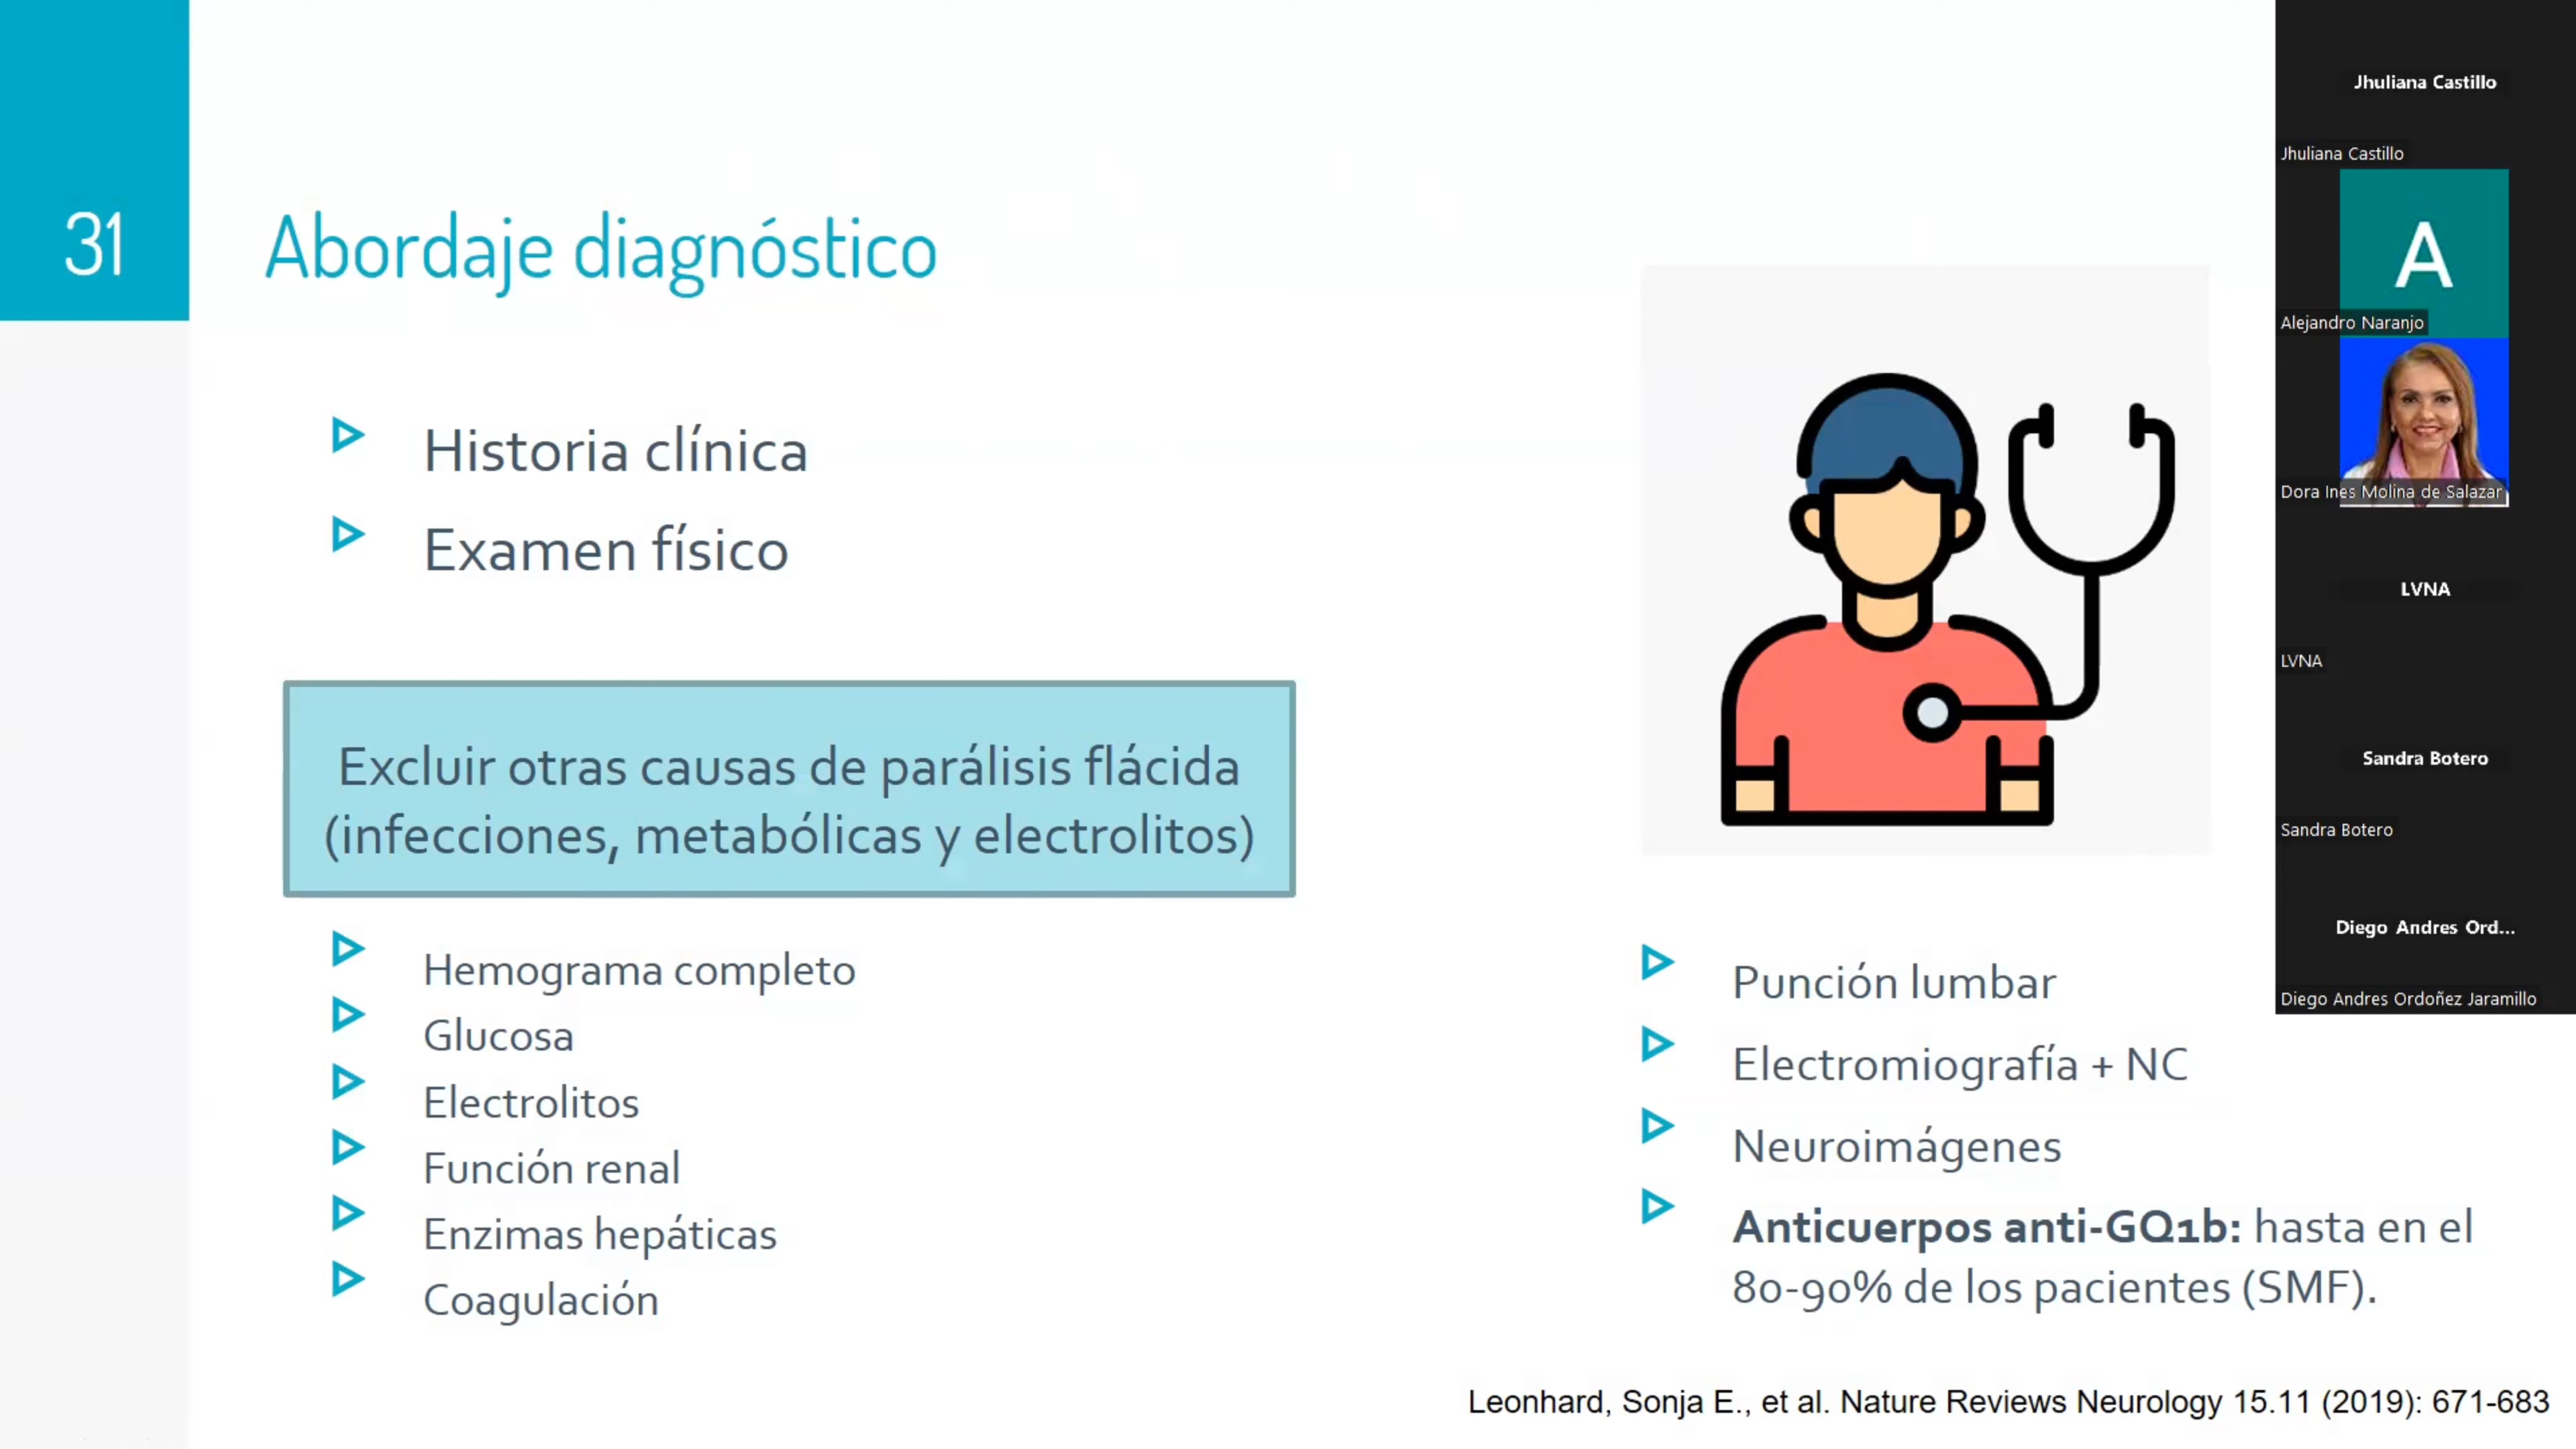 31
Abordaje diagnóstico
Historia clínica
Examen físico
Excluir otras causas de parálisis flácida
(infecciones, metabólicas y electrolitos)
Hemograma completo
Glucosa
Electrolitos
Función renal
Enzimas hepáticas
Coagulación
Punción lumbar
Electromiografía + NC
Neuroimágenes
Anticuerpos anti-GQ1b: hasta en el
80-90% de los pacientes (SMF).
Leonhard, Sonja E., et al. Nature Reviews Neurology 15.11 (2019): 671-683
Jhuliana Castillo
Jhuliana Castillo
A
Alejandro Naranjo
Dora Ines Molina de Salazar
LVNA
LVNA
Sandra Botero
Sandra Botero
Diego Andres Ord...
Diego Andres Ordoñez Jaramillo